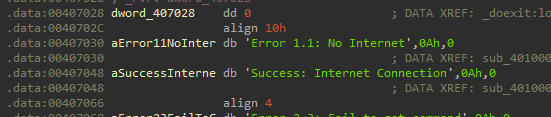 .data:00407028 dword_407028 dd 0 ; DATA XREF: _doexit:lo
.data:0040702C align 10h
.data:00407030 aError11NoInter db 'Error 1.1: No Internet',0Ah,0
.data:00407030 ; DATA XREF: sub_401000
.data:00407048 aSuccessInterne db 'Success: Internet Connection',0Ah,0
.data:00407048 ; DATA XREF: sub_401000
.data:00407066 align 4